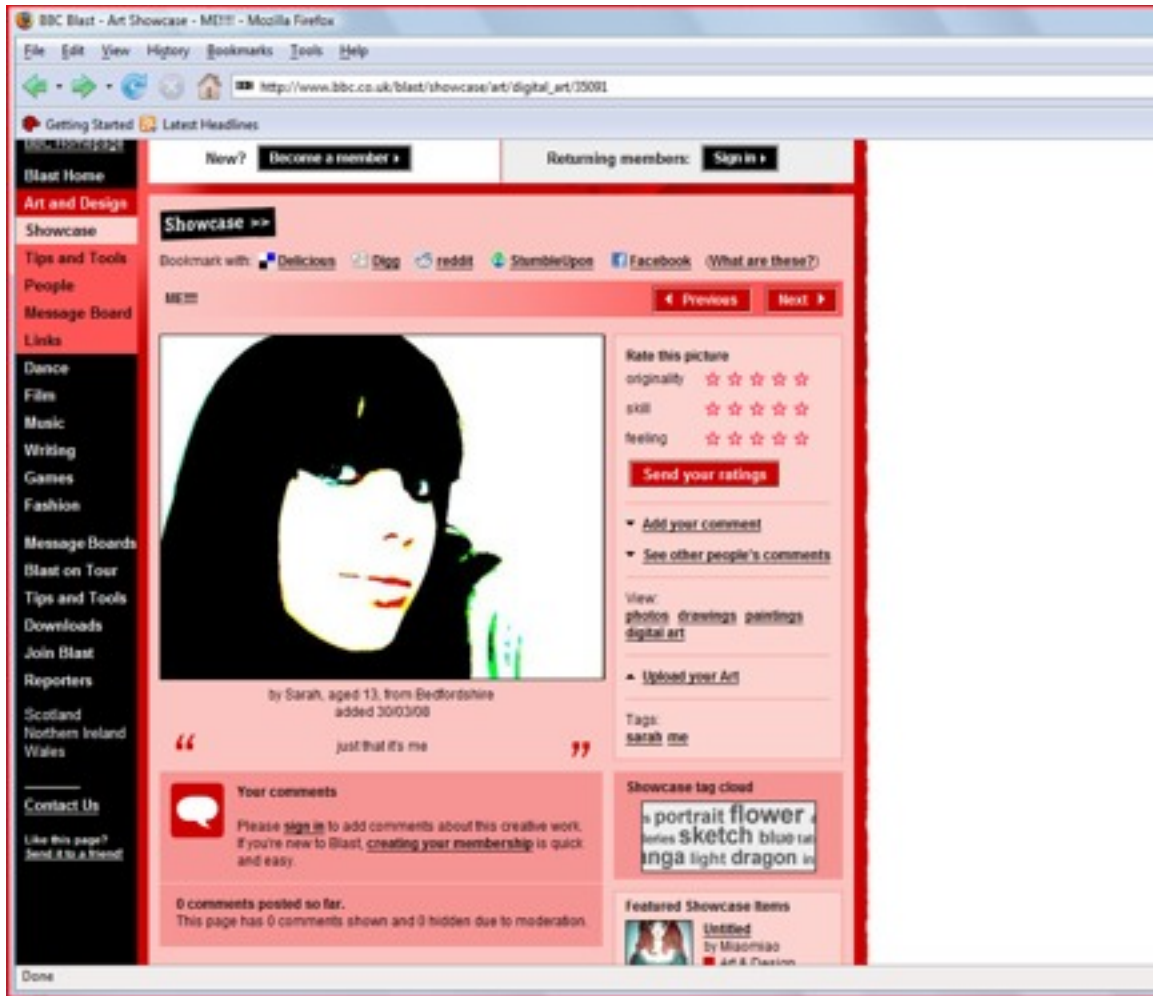 BBC Blast - Art Showcase - ME!!!! - Mozilla Firefox
File Edit View History Bookmarks Tools Help
http://www.bbc.co.uk/blast/showcase/art/digital_art/35091
Getting Started Latest Headlines
BBC Homepage
Blast Home
Art and Design
Showcase
Tips and Tools
People
Message Board
Links
Dance
Film
Music
Writing
Games
Fashion
Message Boards
Blast on Tour
Tips and Tools
Downloads
Join Blast
Reporters
Scotland
Northern Ireland
Wales
Contact Us
Like this page?
Send it to a friend!
New? Become a member
Returning members: Sign in
Showcase >>
Bookmark with: Delicious Digg reddit StumbleUpon Facebook (What are these?)
ME!!!!
Previous Next
by Sarah, aged 13, from Bedfordshire
added 30/03/08
“ just that it's me ”
Your comments
Please sign in to add comments about this creative work.
If you're new to Blast, creating your membership is quick
and easy.
0 comments posted so far.
This page has 0 comments shown and 0 hidden due to moderation.
Rate this picture
originality
skill
feeling
Send your ratings
Add your comment
See other people's comments
View:
photos drawings paintings
digital art
Upload your Art
Tags:
sarah me
Showcase tag cloud
portrait flower
sketch blue
light dragon
Featured Showcase Items
Untitled
by Miaomiao
Art & Design
Done